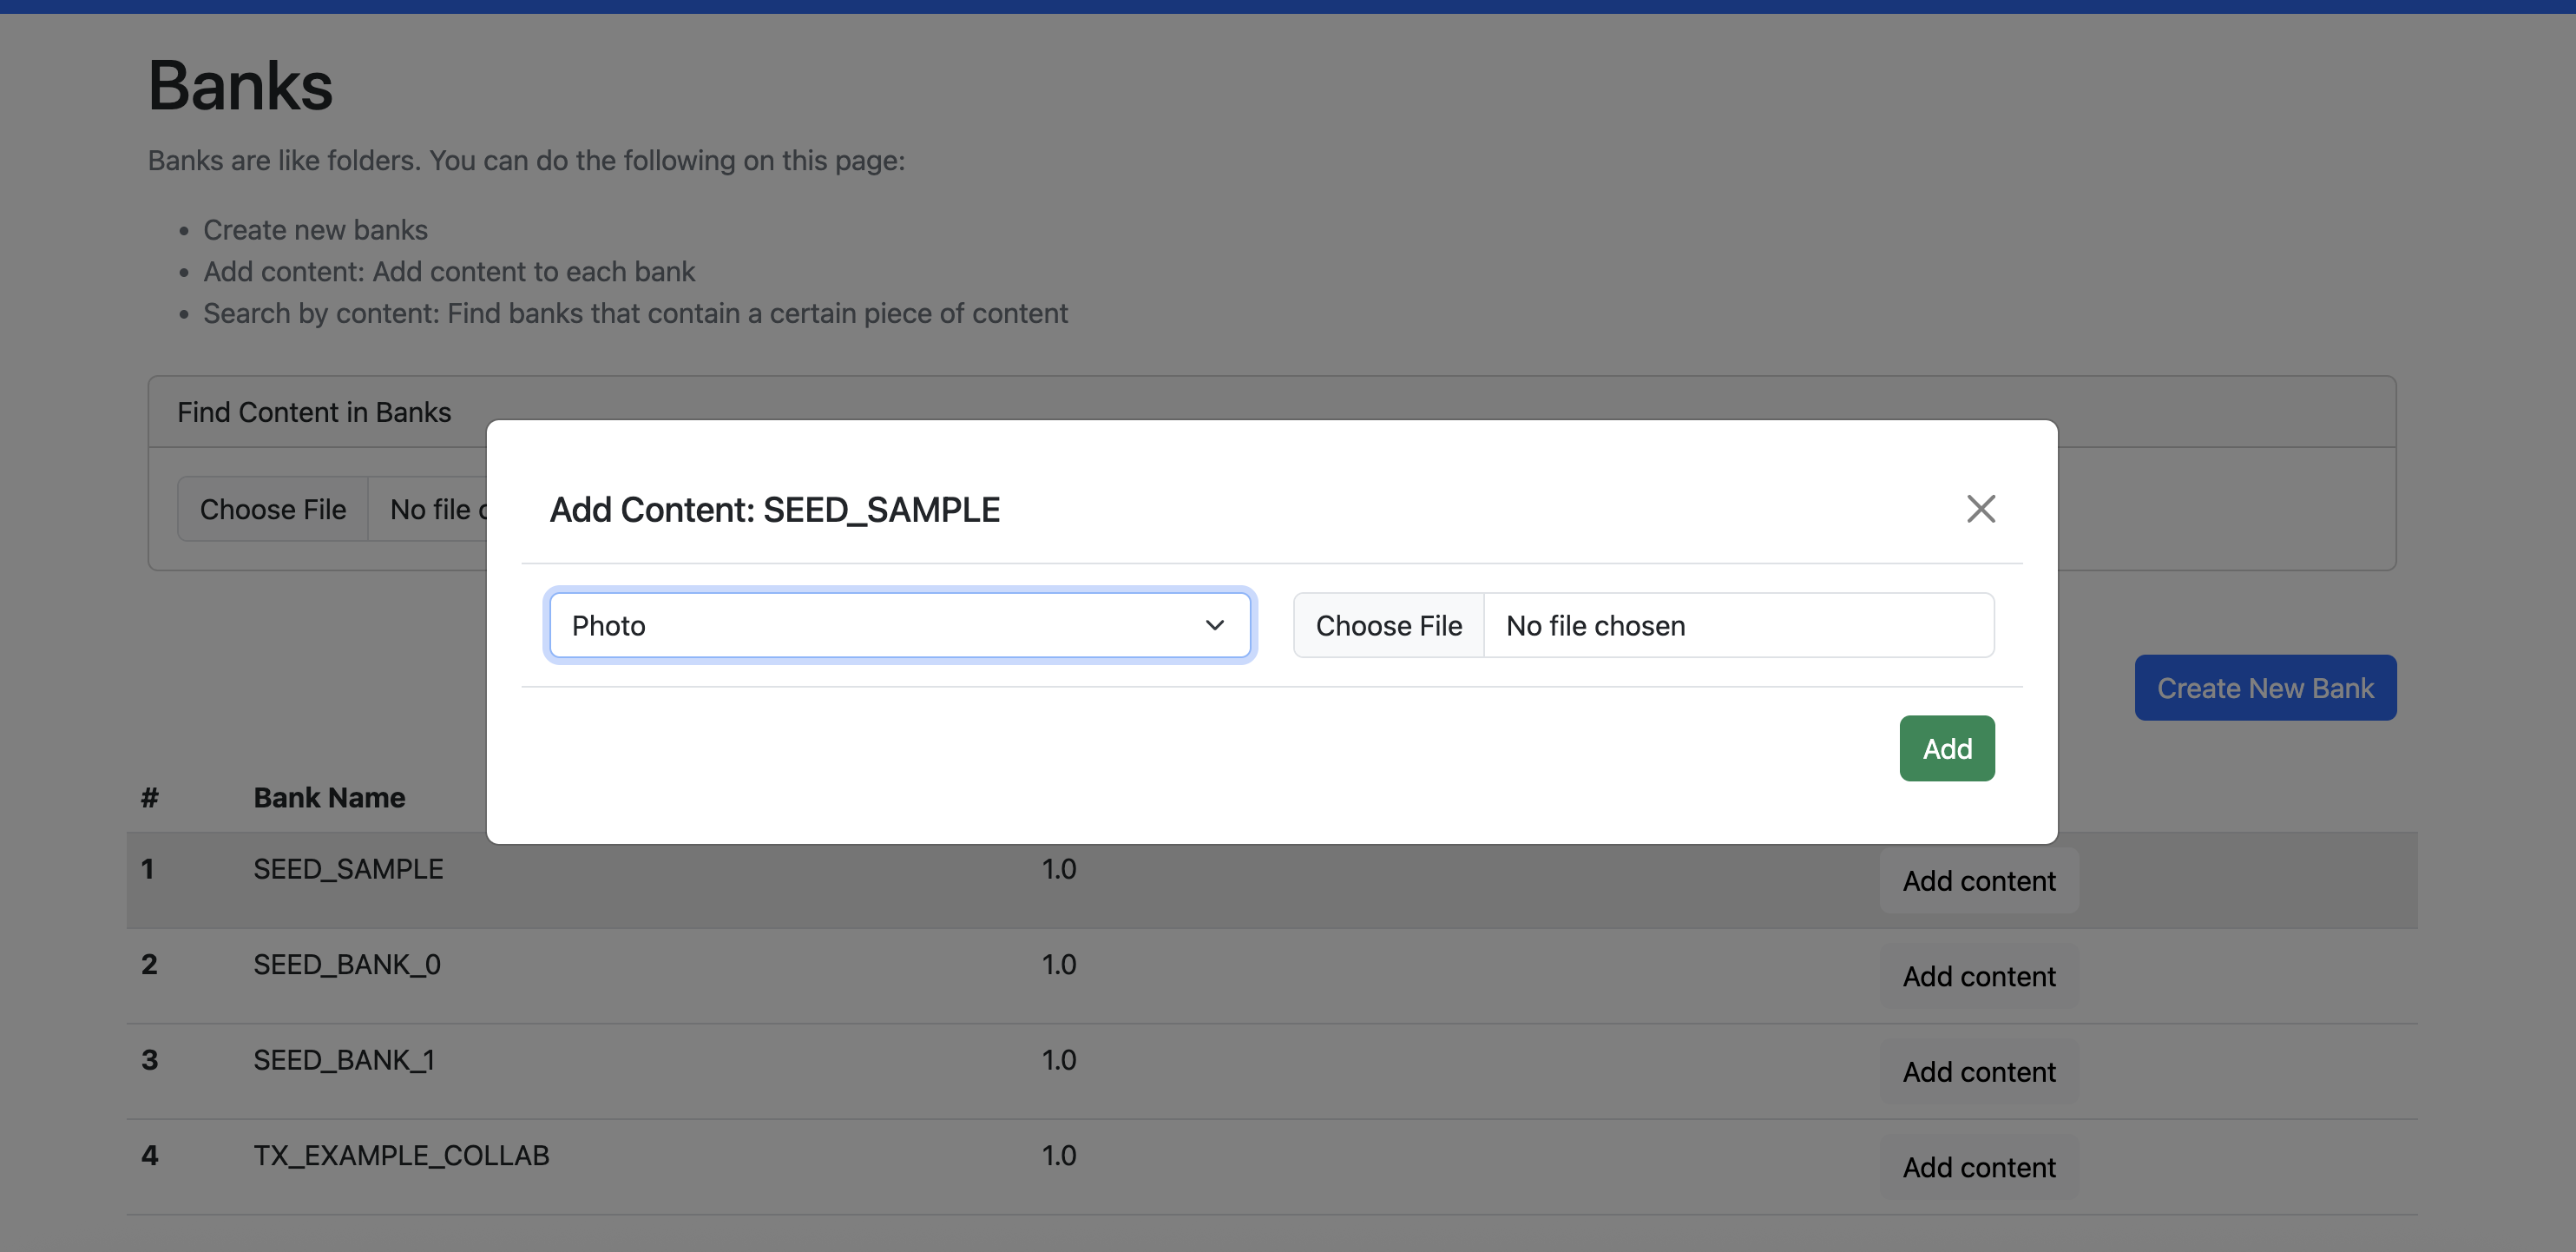 Banks
Banks are like folders. You can do the following on this page:
Create new banks
Add content: Add content to each bank
Search by content: Find banks that contain a certain piece of content
Find Content in Banks
Choose File No file
Add Content: SEED_SAMPLE
Photo Choose File No file chosen
Create New Bank
Add
# Bank Name
1 SEED_SAMPLE 1.0 Add content
2 SEED_BANK_0 1.0 Add content
3 SEED_BANK_1 1.0 Add content
4 TX_EXAMPLE_COLLAB 1.0 Add content